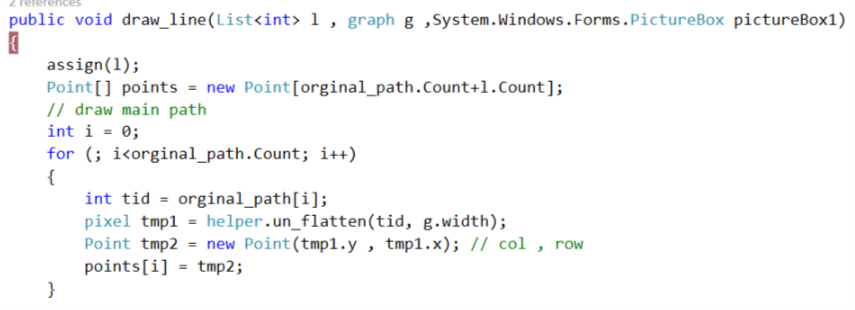 2 references
public void draw_line(List<int> l , graph g ,System.Windows.Forms.PictureBox pictureBox1)
{
assign(l);
Point[] points = new Point[orginal_path.Count+l.Count];
// draw main path
int i = 0;
for (; i<orginal_path.Count; i++)
{
int tid = orginal_path[i];
pixel tmp1 = helper.un_flatten(tid, g.width);
Point tmp2 = new Point(tmp1.y , tmp1.x); // col , row
points[i] = tmp2;
}